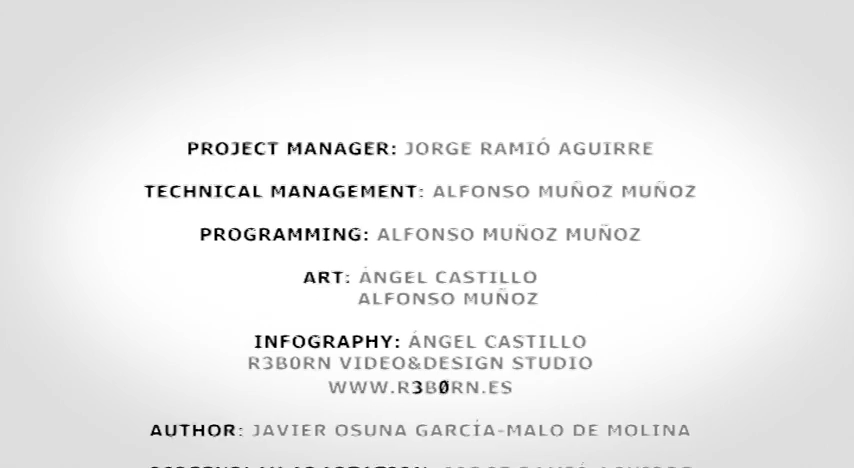 PROJECT MANAGER: JORGE RAMIÓ AGUIRRE
TECHNICAL MANAGEMENT: ALFONSO MUÑOZ MUÑOZ
PROGRAMMING: ALFONSO MUÑOZ MUÑOZ
ART: ÁNGEL CASTILLO
ALFONSO MUÑOZ
INFOGRAPHY: ÁNGEL CASTILLO
R3B0RN VIDEO&DESIGN STUDIO
WWW.R3B0RN.ES
AUTHOR: JAVIER OSUNA GARCÍA-MALO DE MOLINA